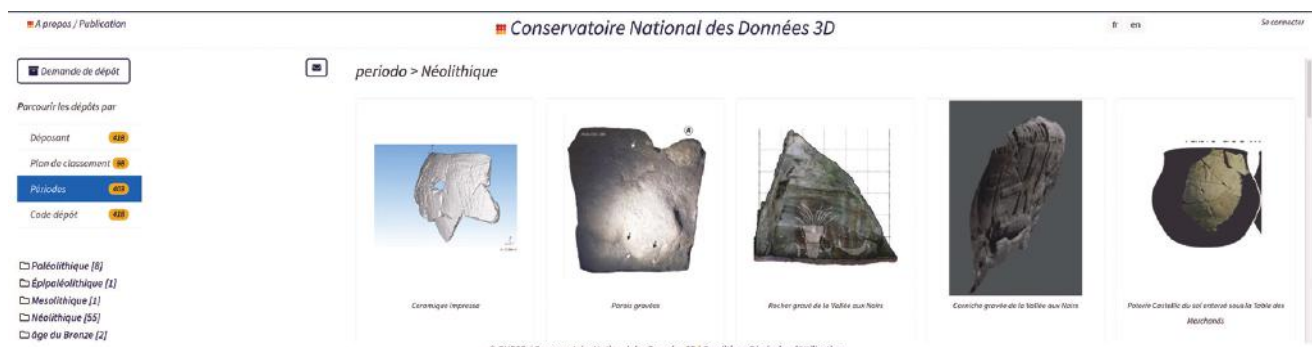 A propos / Publication
Conservatoire National des Données 3D
fr en
Se connecter
Demande de dépôt
periodo > Néolithique
Parcourir les dépôts par
Déposant 418
Plan de classement
Périodes 403
Code dépôt 418
Paléolithique [8]
Épipaléolithique [1]
Mesolithique [1]
Néolithique [55]
âge du Bronze [2]
Ceramique impressa
Parois gravées
Rocher gravé de la Vallée aux Noirs
Corniche gravée de la Vallée aux Noirs
Poterie Castellic du sol enterré sous la Table des
Marchands